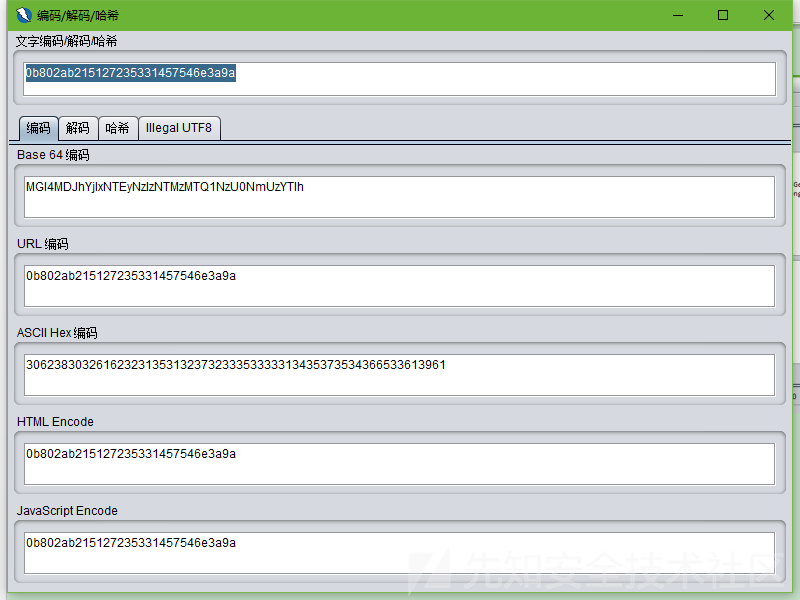 编码/解码/哈希
文字编码/解码/哈希
0b802ab215127235331457546e3a9a
编码 解码 哈希 Illegal UTF8
Base 64 编码
MGI4MDJhYjIxNTEyNzIzNTMzMTQ1NzU0NmUzYTlh
URL 编码
0b802ab215127235331457546e3a9a
ASCII Hex 编码
306238303261623231353132373233353333313435373534366533613961
HTML Encode
0b802ab215127235331457546e3a9a
JavaScript Encode
0b802ab215127235331457546e3a9a
先知安全技术社区